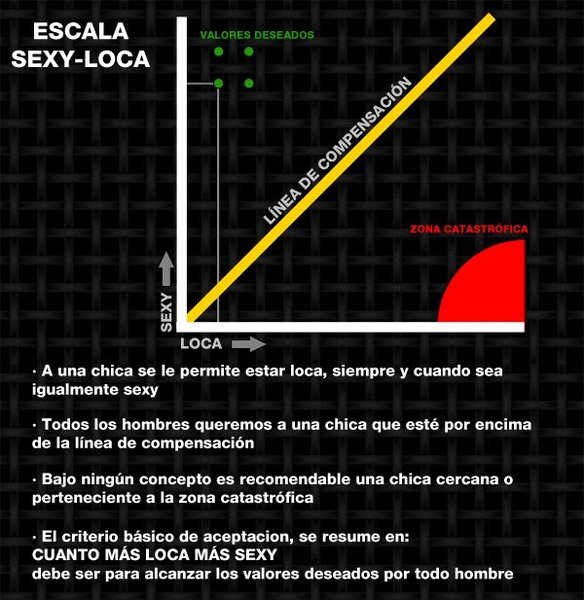 ESCALA
SEXY-LOCA
VALORES DESEADOS
LÍNEA DE COMPENSACIÓN
ZONA CATASTRÓFICA
SEXY
LOCA
· A una chica se le permite estar loca, siempre y cuando sea
igualmente sexy
· Todos los hombres queremos a una chica que esté por encima
de la línea de compensación
· Bajo ningún concepto es recomendable una chica cercana o
perteneciente a la zona catastrófica
· El criterio básico de aceptacion, se resume en:
CUANTO MÁS LOCA MÁS SEXY
debe ser para alcanzar los valores deseados por todo hombre